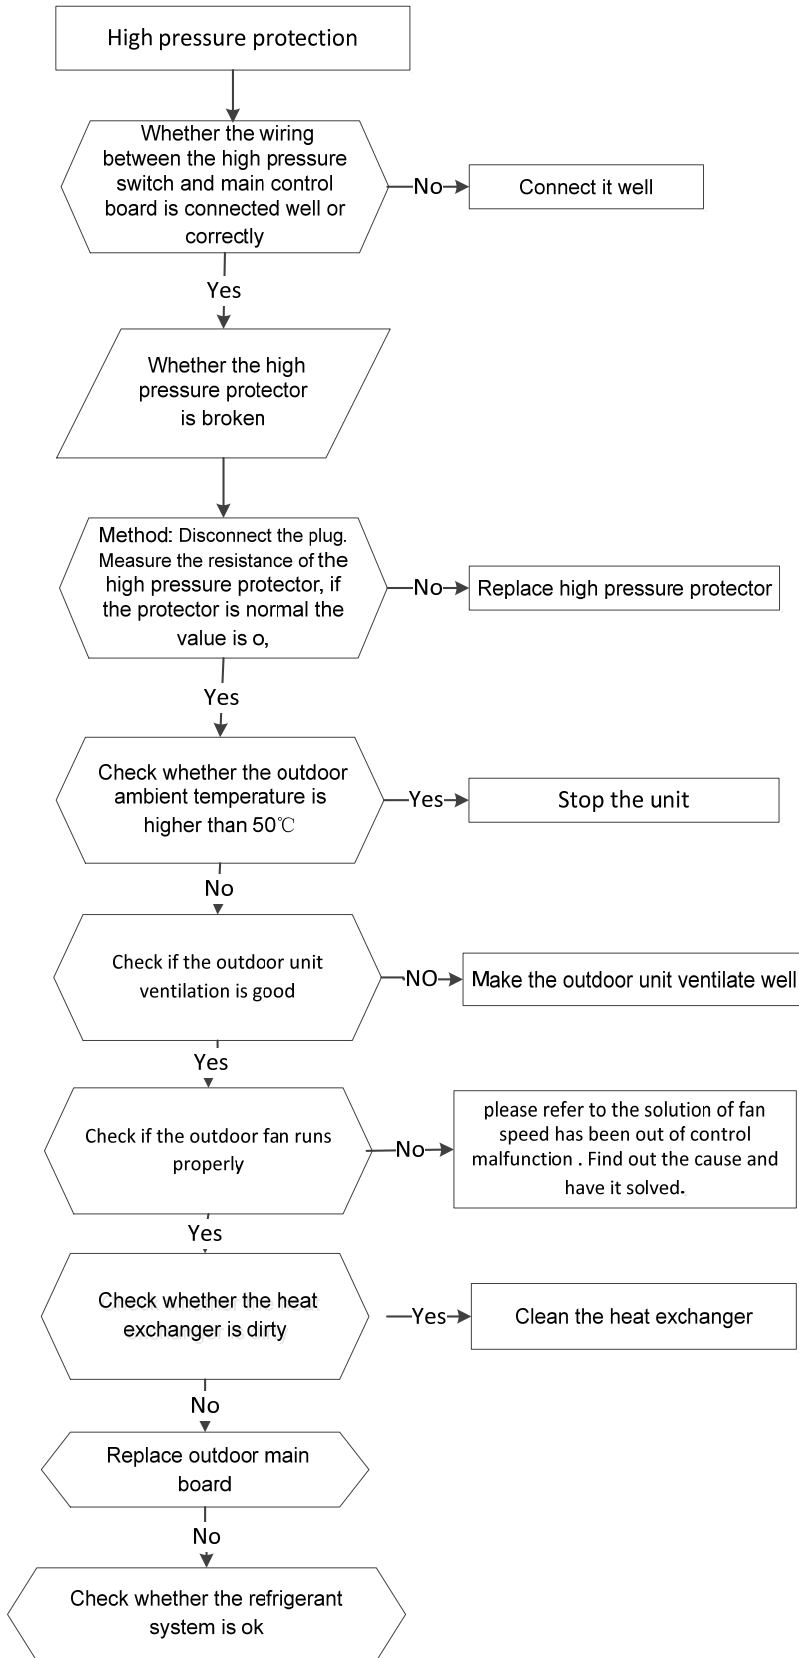 High pressure protection
Whether the wiring
between the high pressure
switch and main control
board is connected well or
correctly
No
Connect it well
Yes
Whether the high
pressure protector
is broken
Method: Disconnect the plug.
Measure the resistance of the
high pressure protector, if
the protector is normal the
value is o,
No
Replace high pressure protector
Yes
Check whether the outdoor
ambient temperature is
higher than 50℃
Yes
Stop the unit
No
Check if the outdoor unit
ventilation is good
NO
Make the outdoor unit ventilate well
Yes
Check if the outdoor fan runs
properly
No
please refer to the solution of fan
speed has been out of control
malfunction . Find out the cause and
have it solved.
Yes
Check whether the heat
exchanger is dirty
Yes
Clean the heat exchanger
No
Replace outdoor main
board
No
Check whether the refrigerant
system is ok